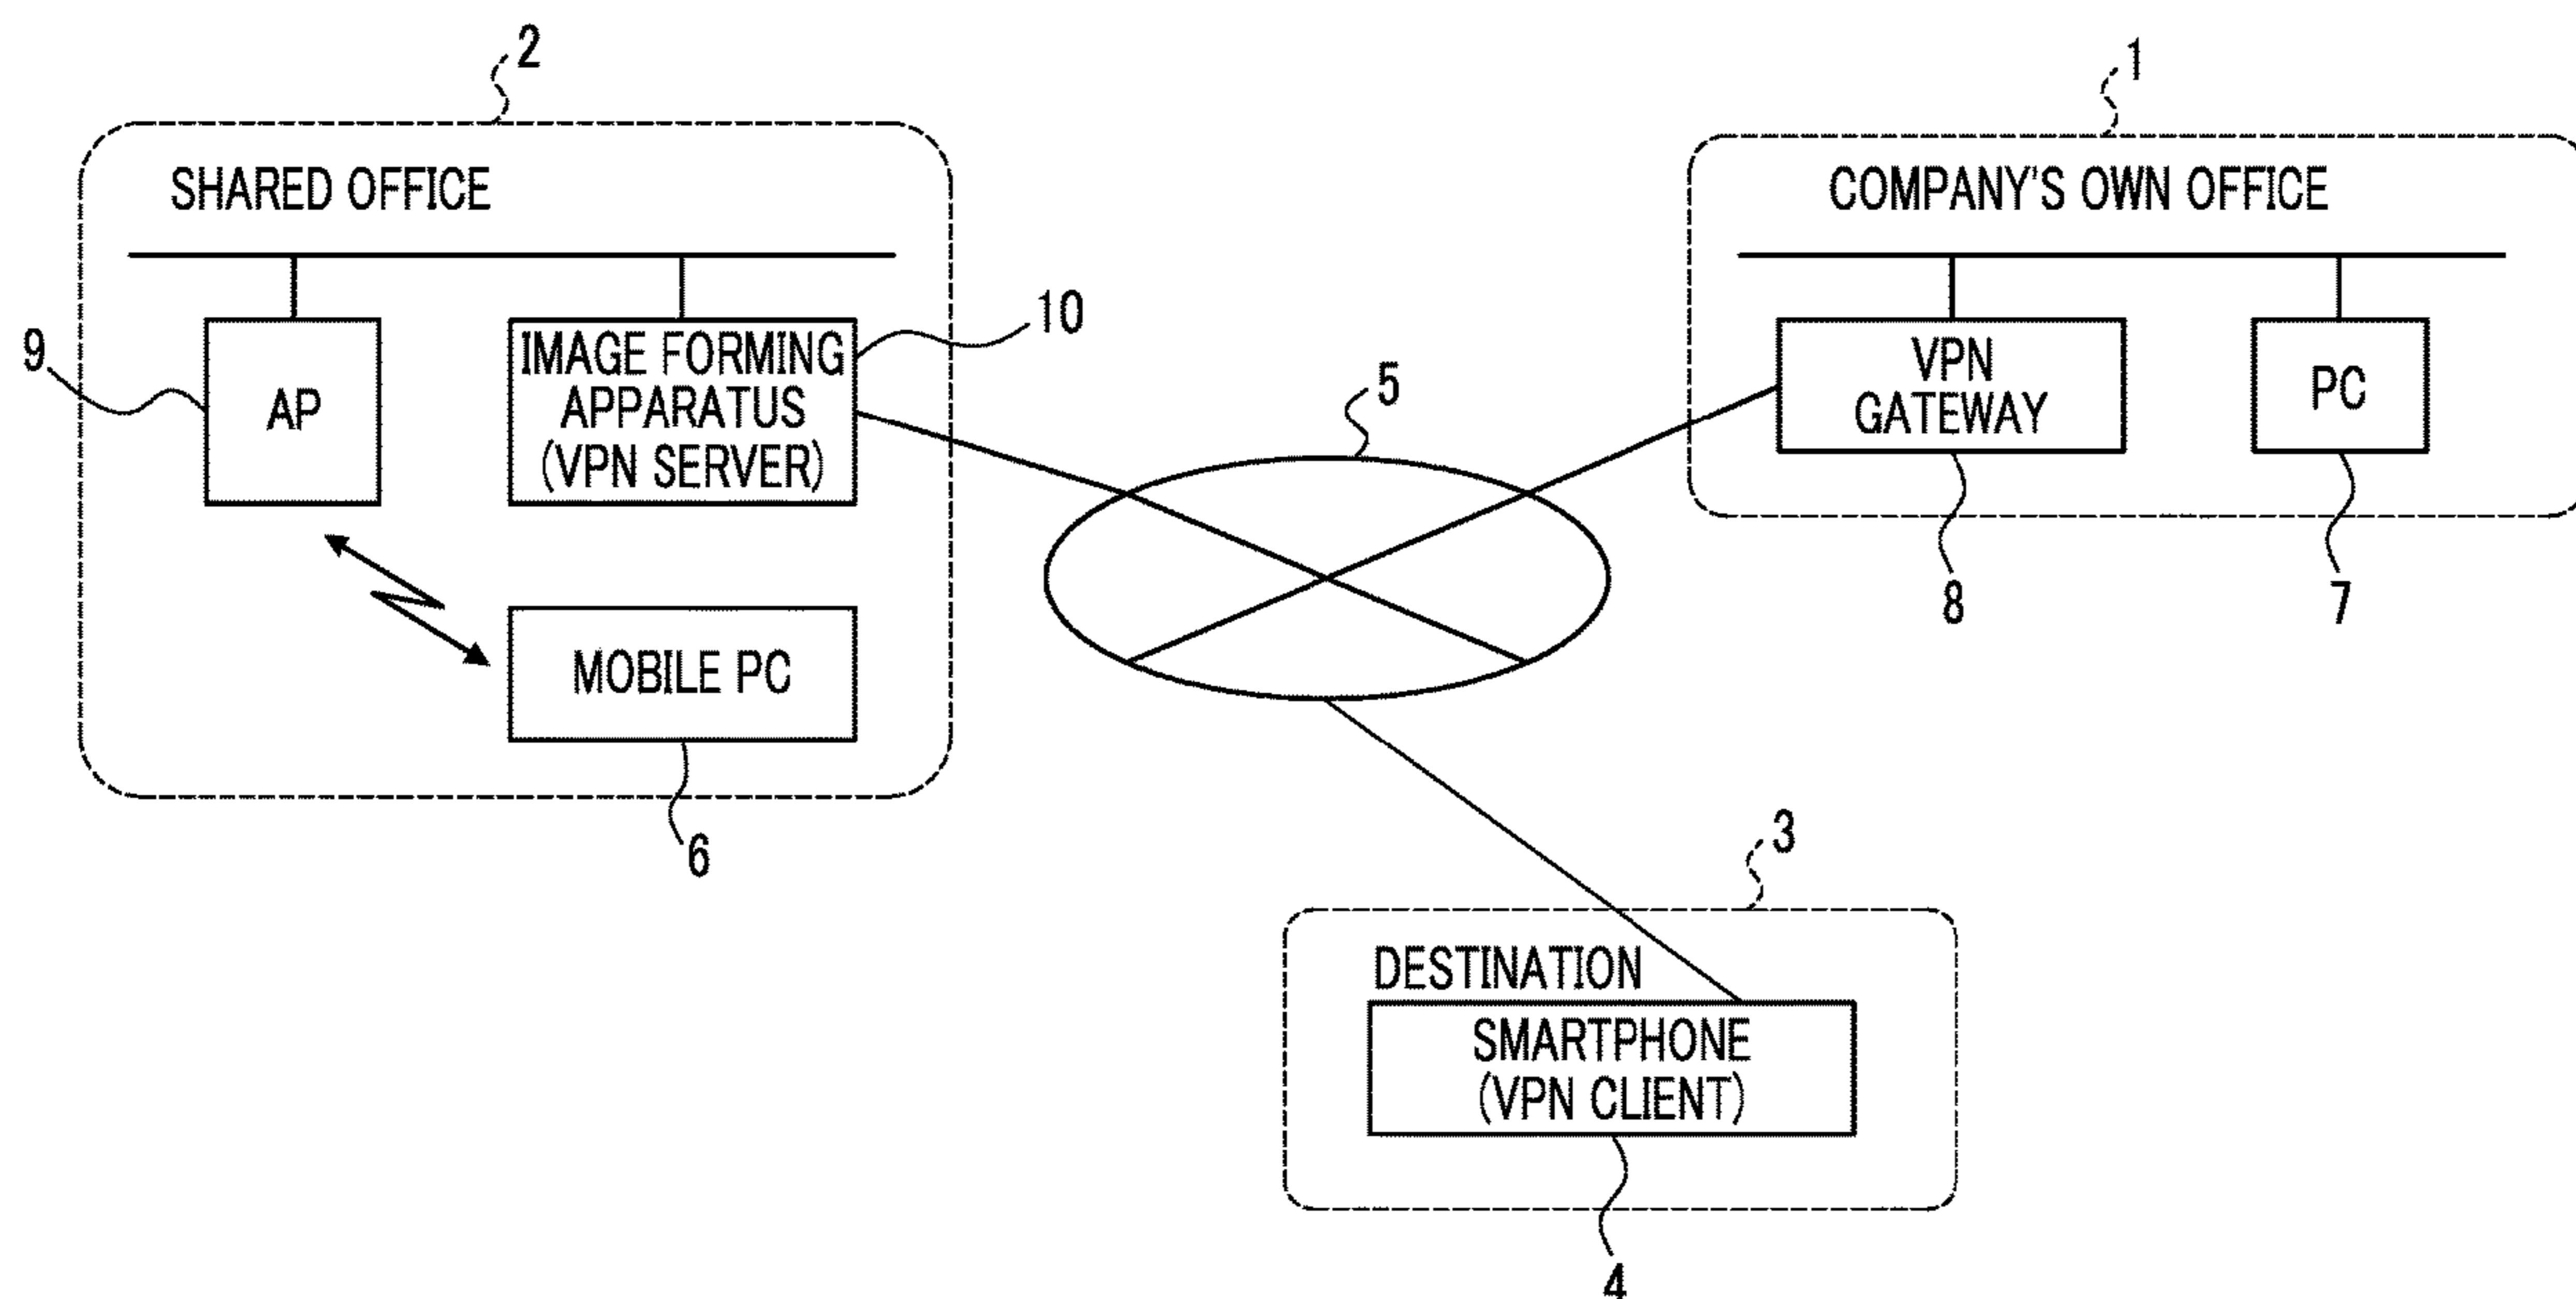 2
1
SHARED OFFICE
COMPANY'S OWN OFFICE
9
AP
IMAGE FORMING
APPARATUS
(VPN SERVER)
10
5
VPN
GATEWAY
PC
8
7
MOBILE PC
6
3
DESTINATION
SMARTPHONE
(VPN CLIENT)
4